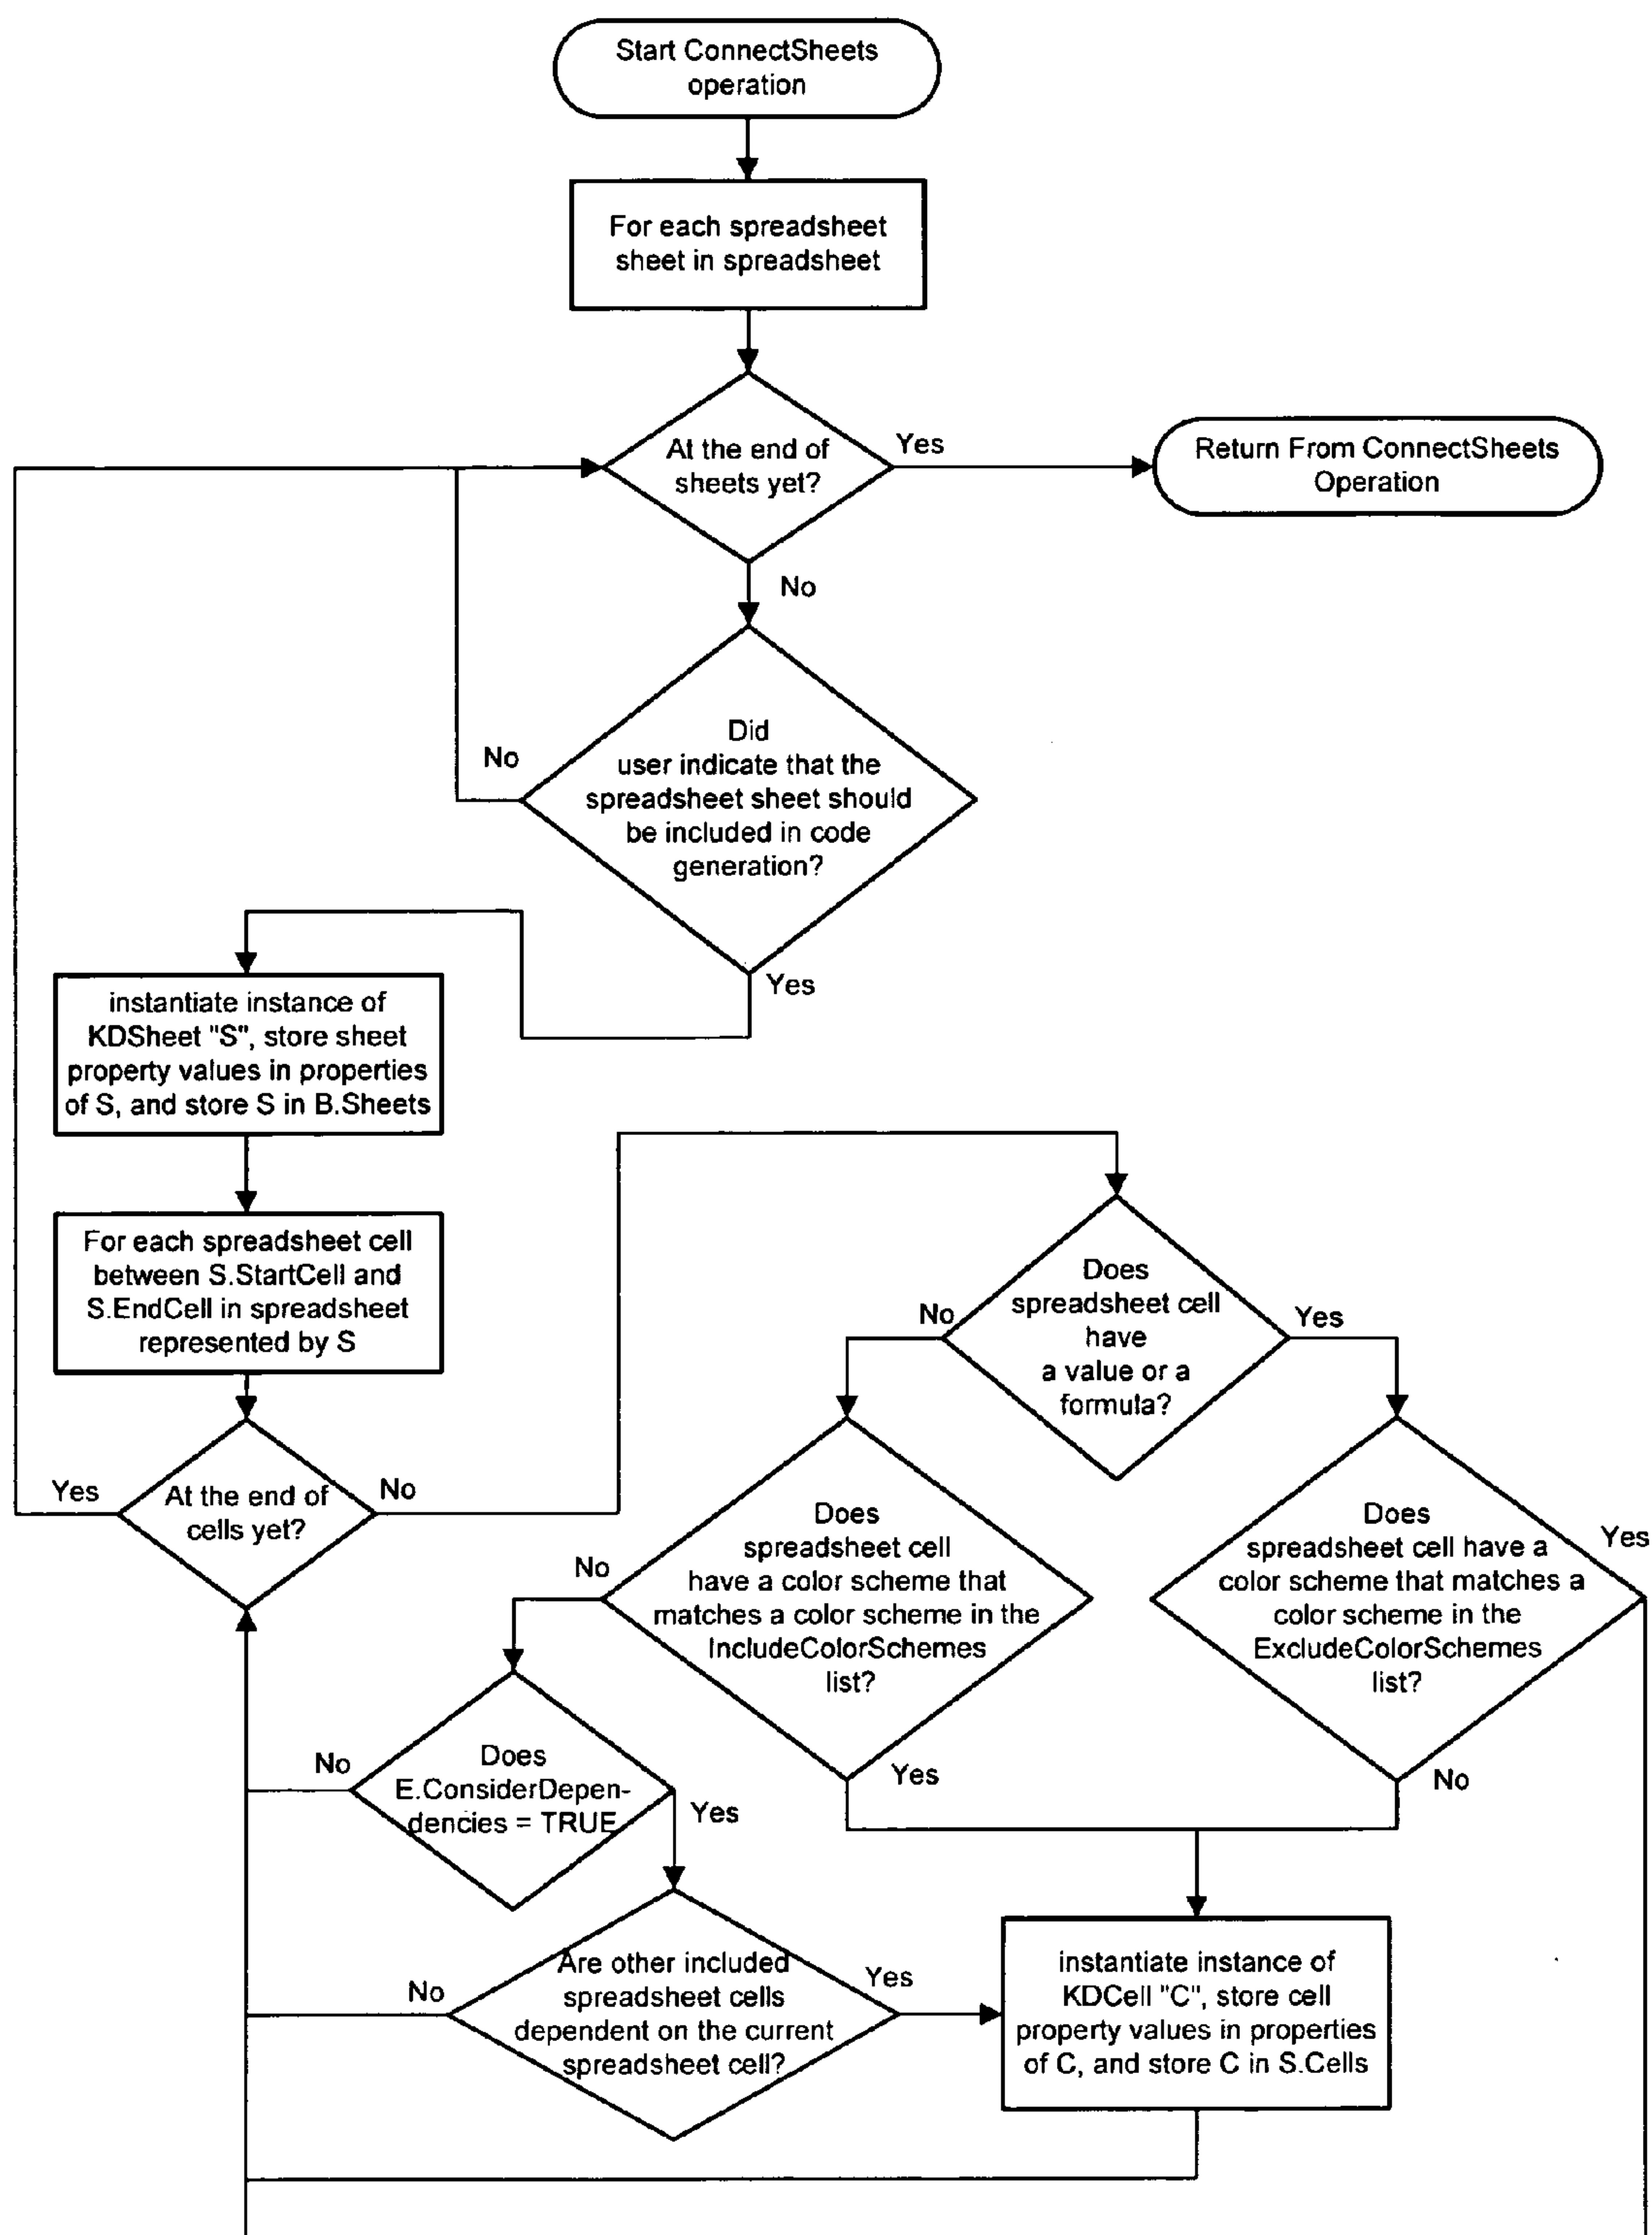 Start ConnectSheets
operation
For each spreadsheet
sheet in spreadsheet
At the end of
sheets yet?
Yes
Return From ConnectSheets
Operation
No
Did
user indicate that the
spreadsheet sheet should
be included in code
generation?
No
Yes
instantiate instance of
KDSheet "S", store sheet
property values in properties
of S, and store S in B.Sheets
For each spreadsheet cell
between S.StartCell and
S.EndCell in spreadsheet
represented by S
At the end of
cells yet?
Yes
No
Does
spreadsheet cell
have
a value or a
formula?
No
Yes
Does
spreadsheet cell
have a color scheme that
matches a color scheme in the
IncludeColorSchemes
list?
No
Yes
Does
spreadsheet cell have a
color scheme that matches a
color scheme in the
ExcludeColorSchemes
list?
Yes
No
Does
E.ConsiderDepen-
dencies = TRUE
No
Yes
Are other included
spreadsheet cells
dependent on the current
spreadsheet cell?
No
Yes
instantiate instance of
KDCell "C", store cell
property values in properties
of C, and store C in S.Cells